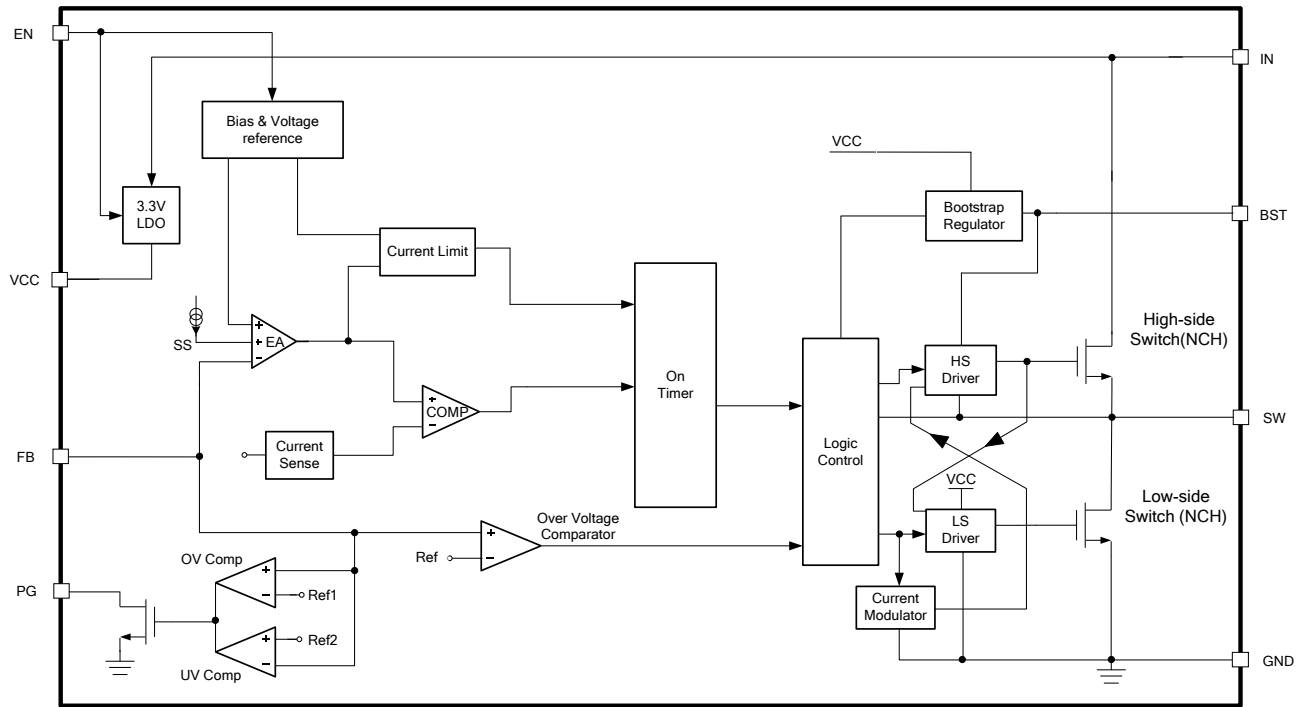 EN
IN
Bias & Voltage
reference
VCC
3.3V
LDO
Bootstrap
Regulator
BST
Current Limit
VCC
SS
+
+
−
EA
On
Timer
High-side
Switch(NCH)
HS
Driver
+
−
COMP
Logic
Control
SW
Current
Sense
FB
VCC
Low-side
Switch (NCH)
LS
Driver
Over Voltage
Comparator
+
−
Ref
OV Comp
+
−
Ref1
PG
Current
Modulator
+
−
Ref2
UV Comp
GND